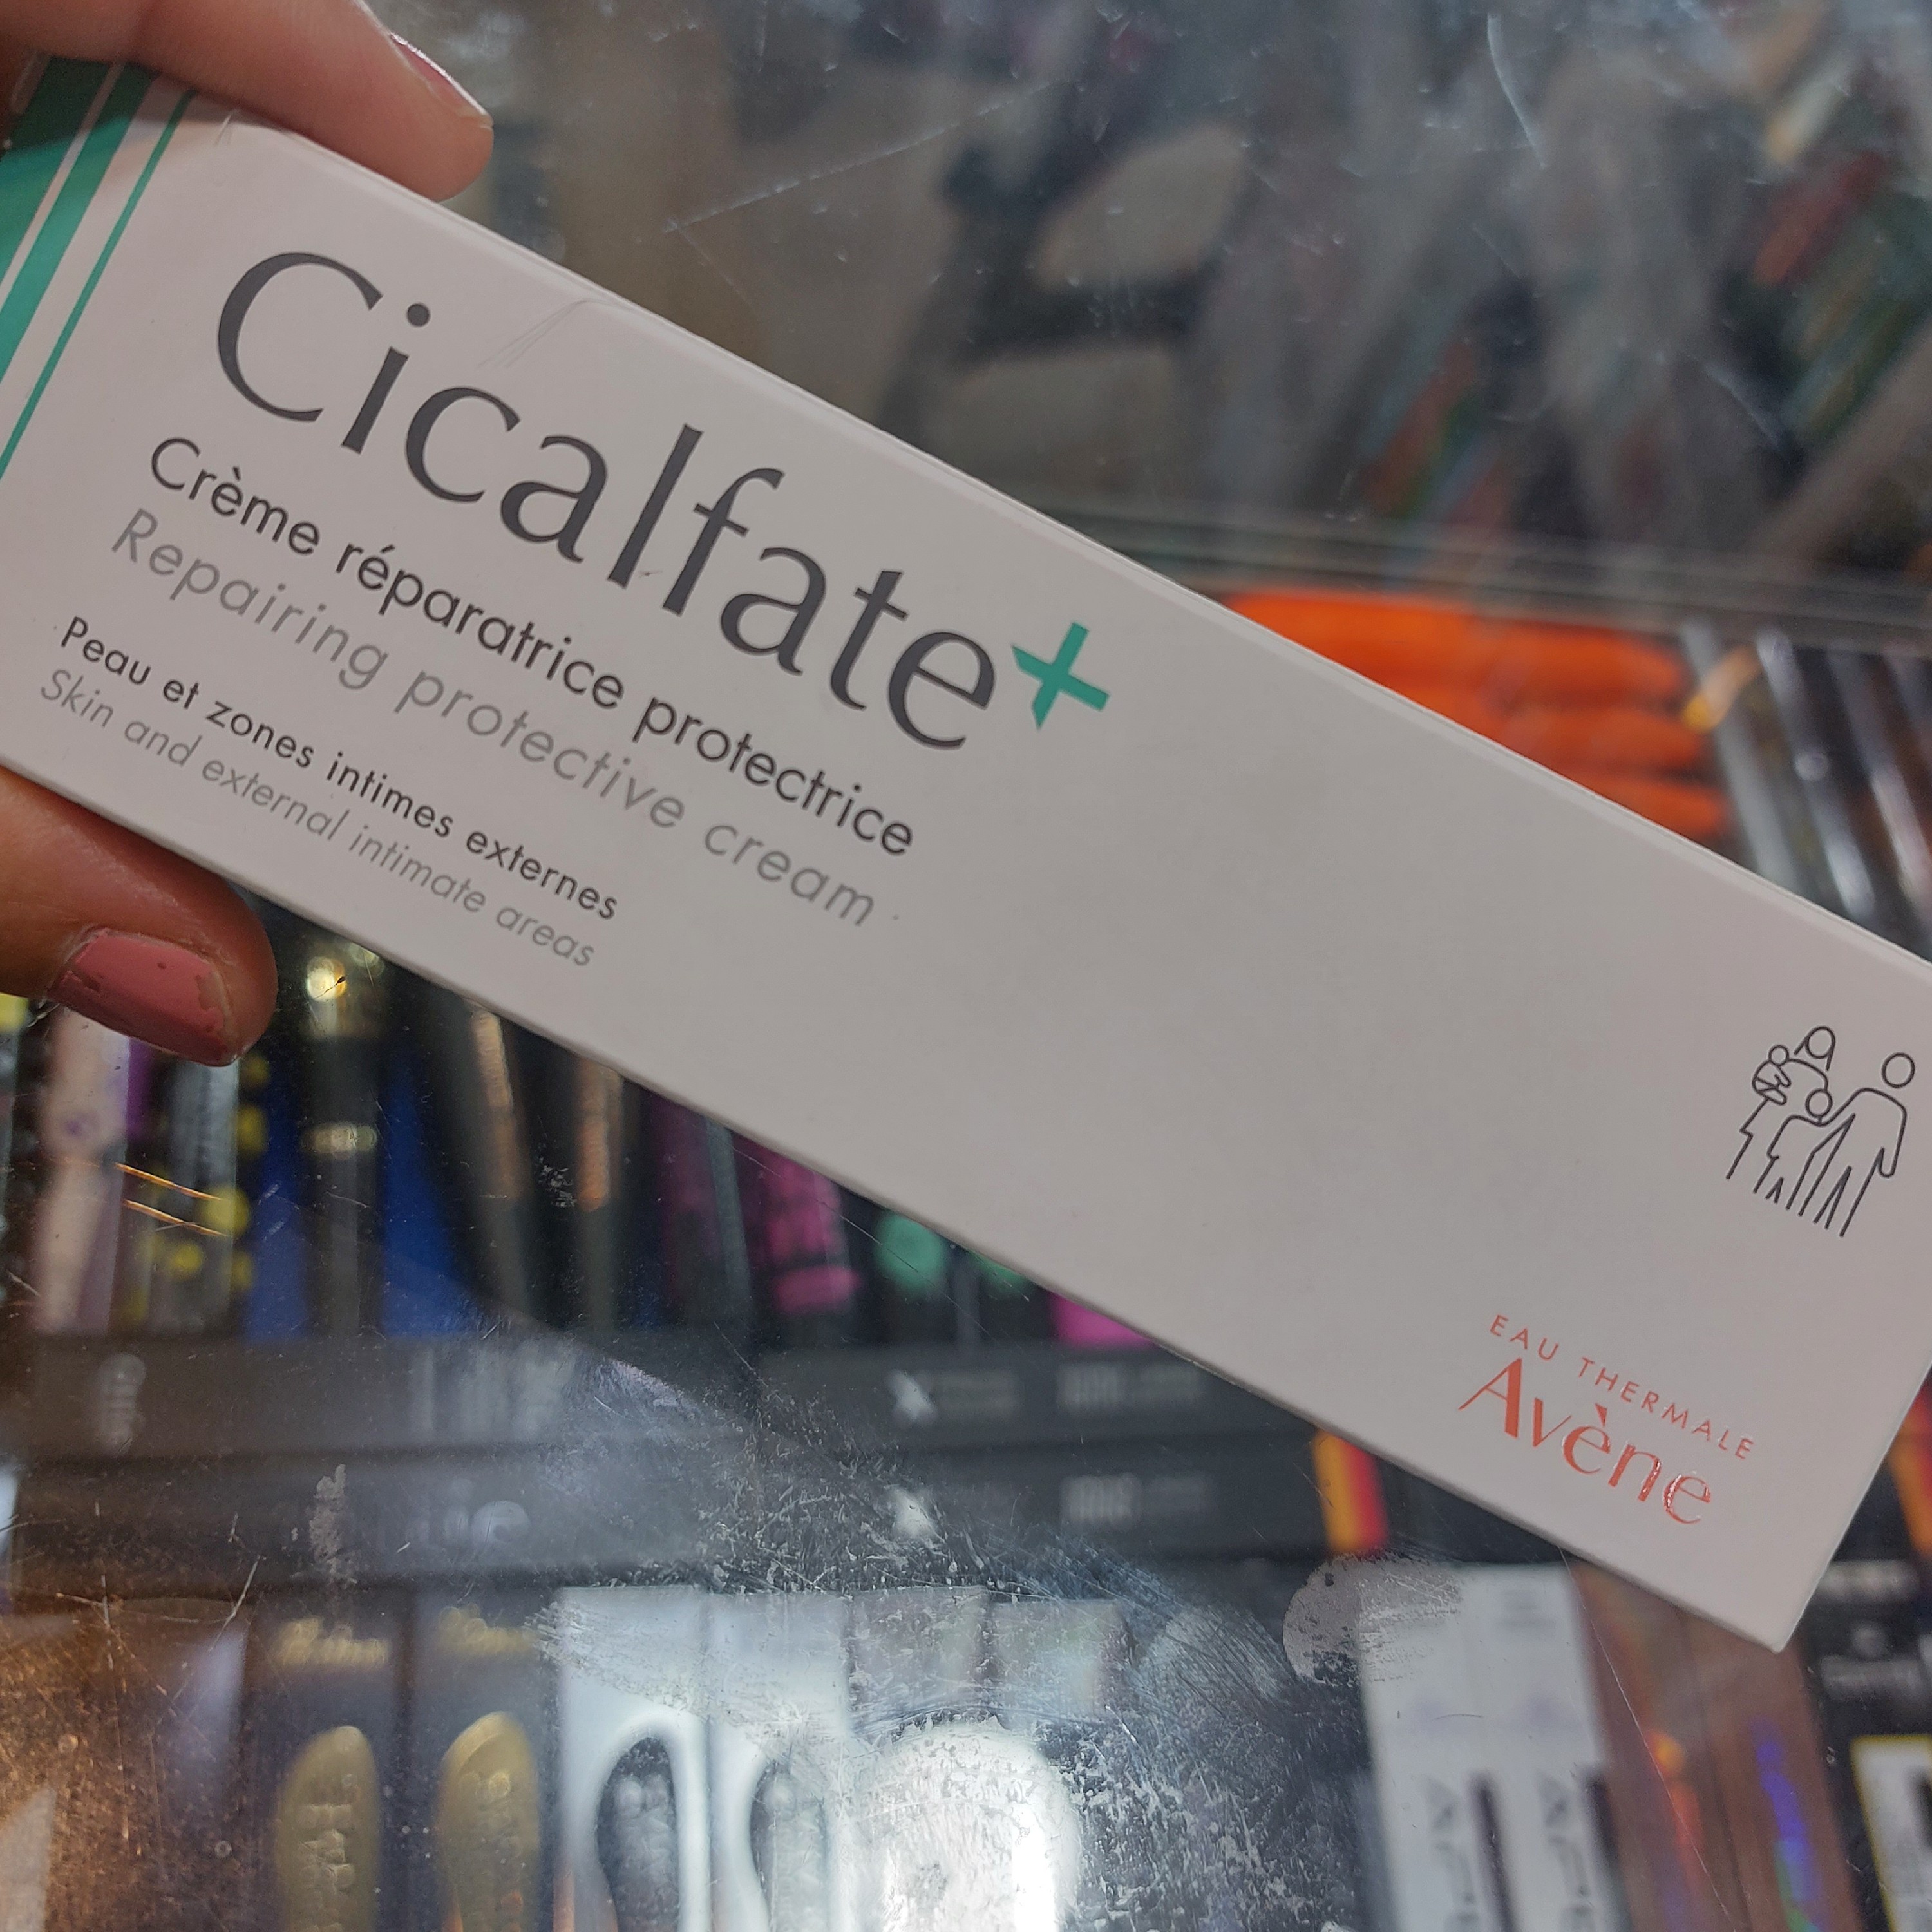 Cicalfate+
Crème réparatrice protectrice
Repairing protective cream
Peau et zones intimes externes
Skin and external intimate areas
EAU THERMALE
Avène